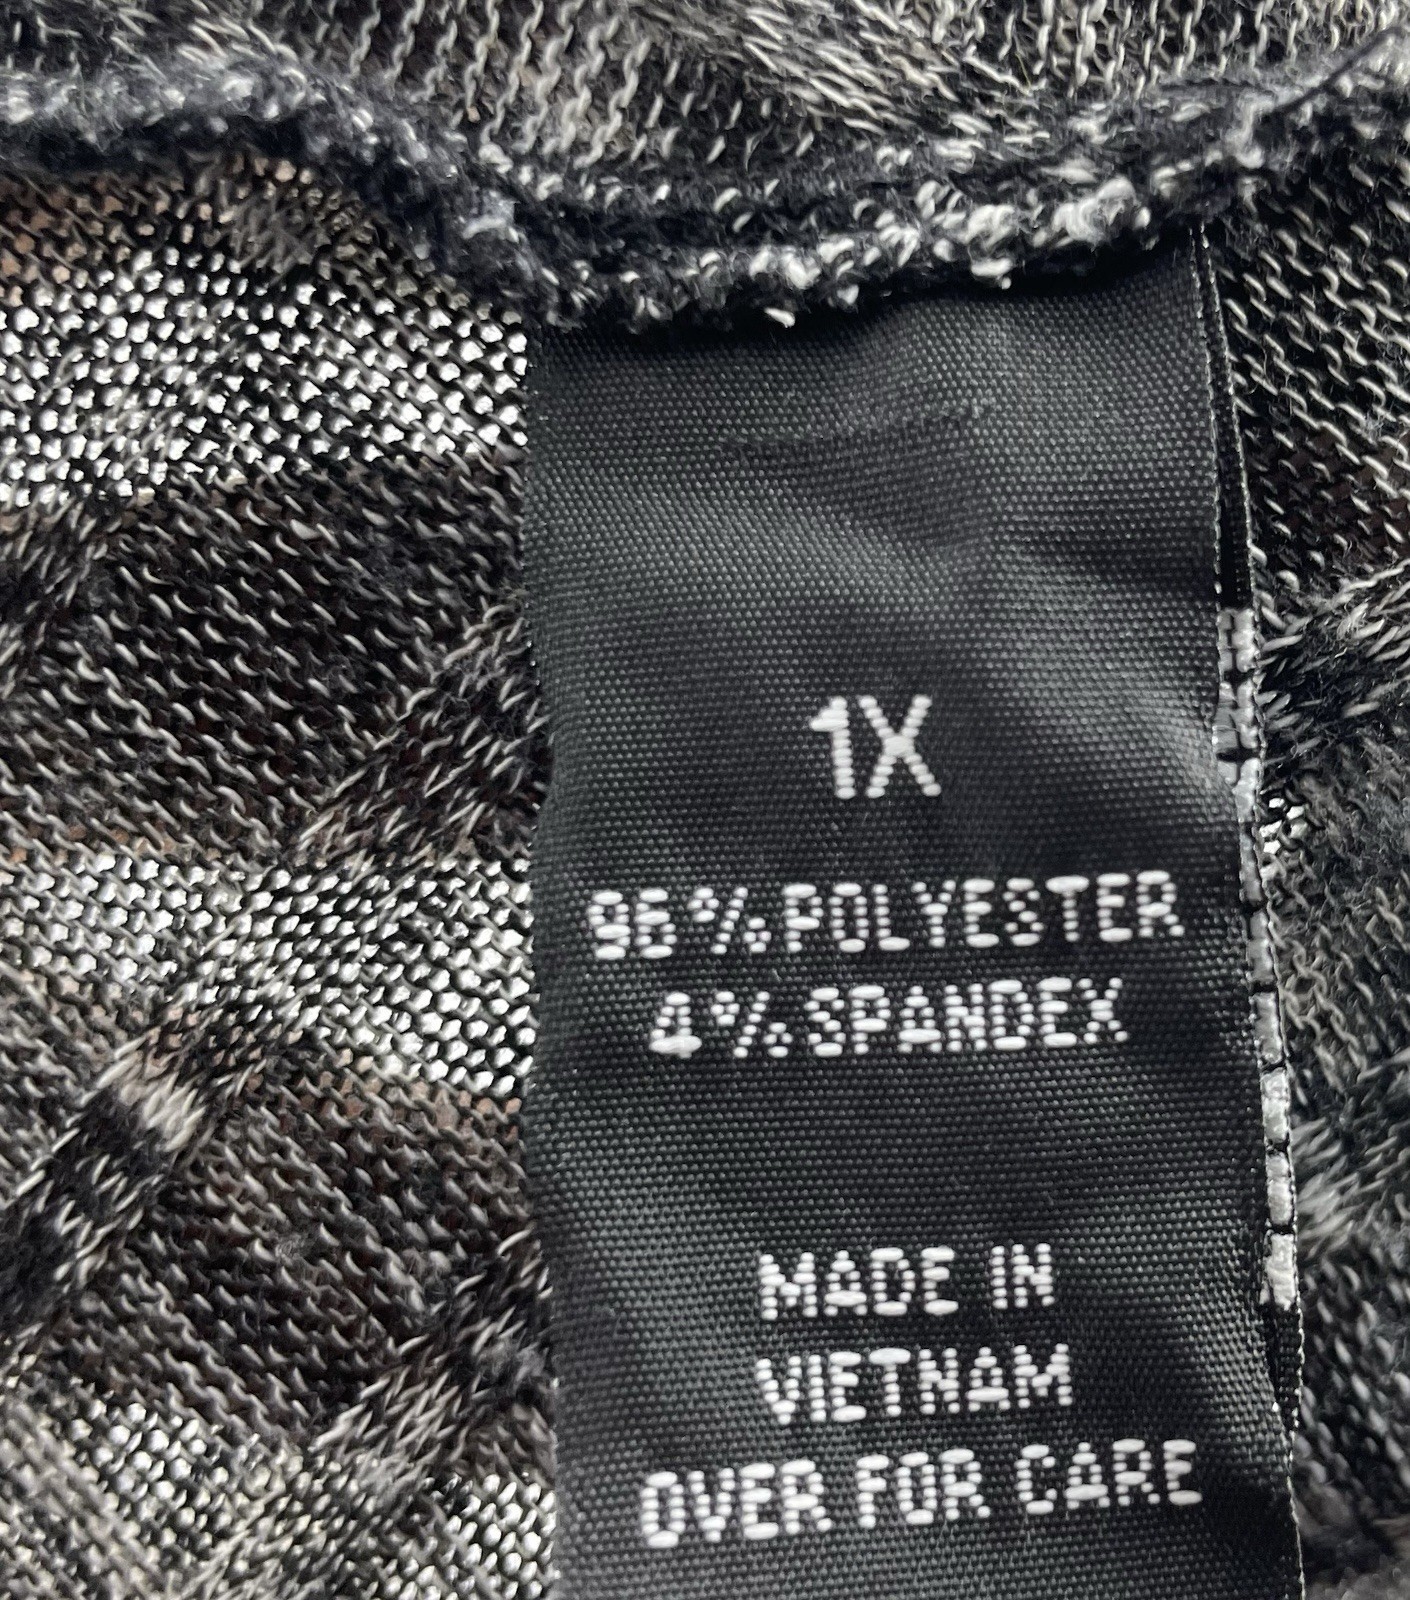 1X
96% POLYESTER
4% SPANDEX
MADE IN
VIETNAM
OVER FOR CARE